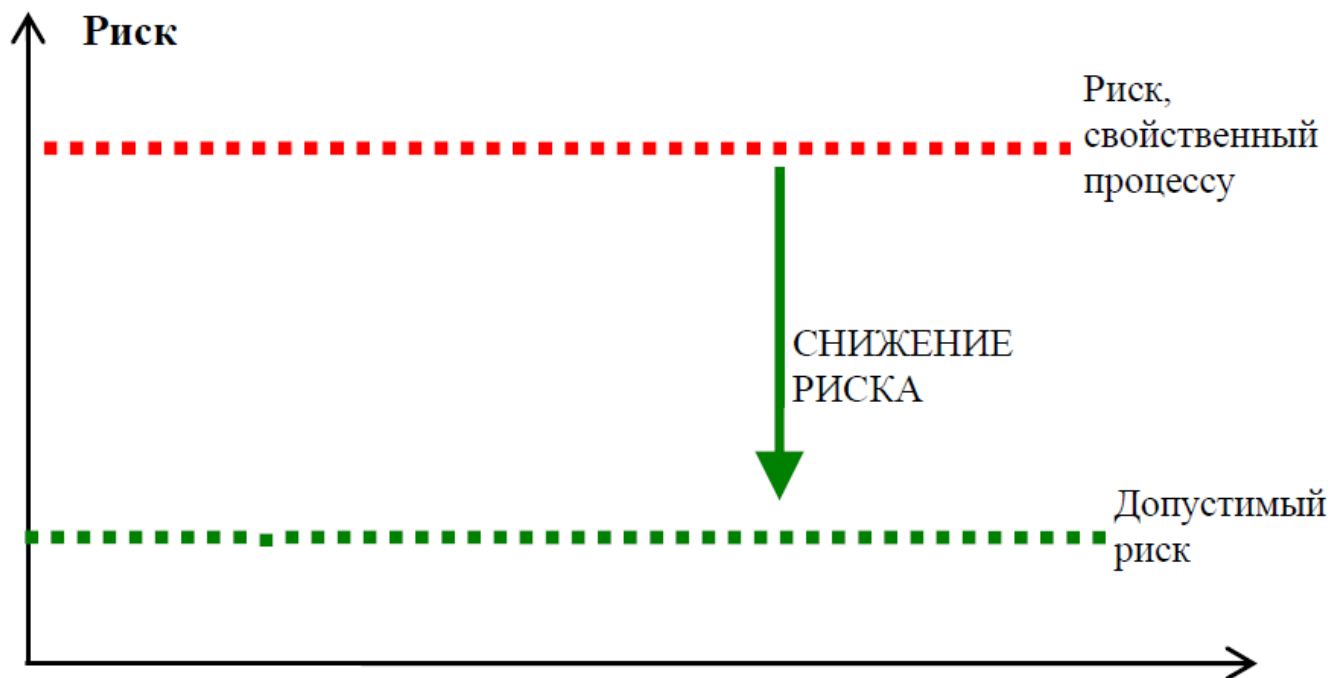 Риск
Риск,
свойственный
процессу
СНИЖЕНИЕ
РИСКА
Допустимый
риск